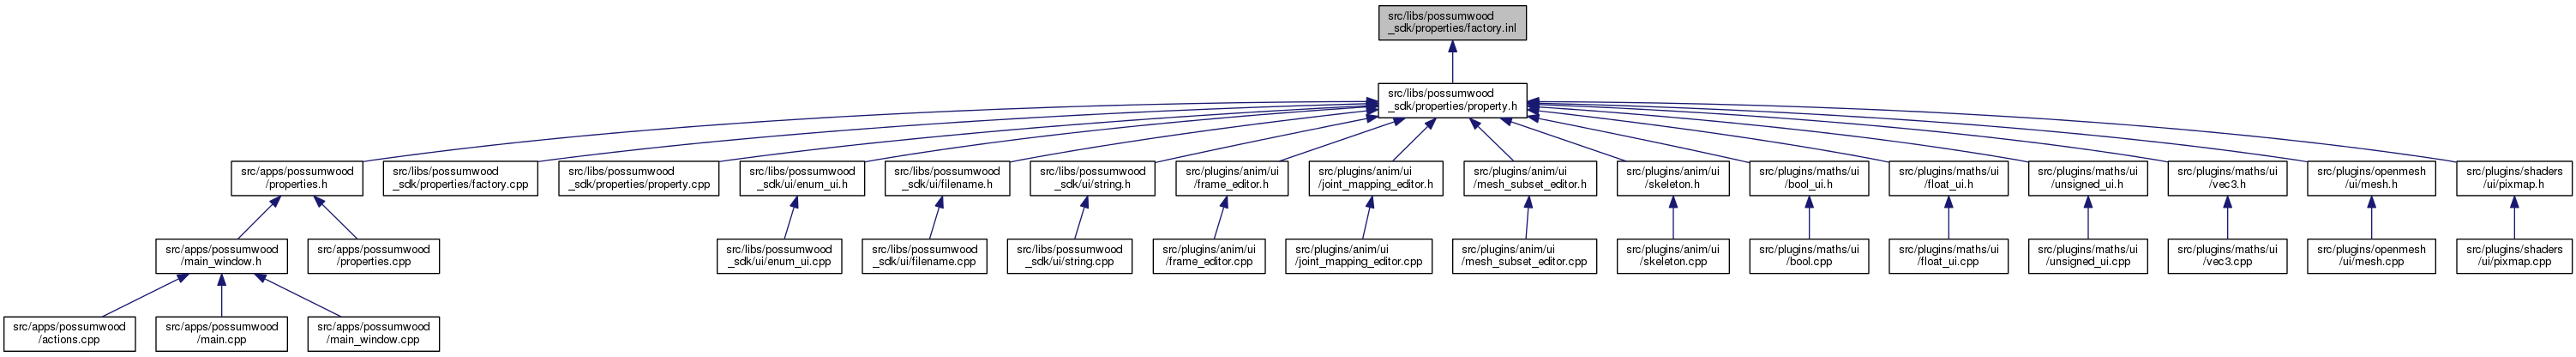 src/libs/possumwood
_sdk/properties/factory.inl
src/libs/possumwood
_sdk/properties/property.h
src/apps/possumwood
/properties.h
src/libs/possumwood
_sdk/properties/factory.cpp
src/libs/possumwood
_sdk/properties/property.cpp
src/libs/possumwood
_sdk/ui/enum_ui.h
src/libs/possumwood
_sdk/ui/filename.h
src/libs/possumwood
_sdk/ui/string.h
src/plugins/anim/ui
/frame_editor.h
src/plugins/anim/ui
/joint_mapping_editor.h
src/plugins/anim/ui
/mesh_subset_editor.h
src/plugins/anim/ui
/skeleton.h
src/plugins/maths/ui
/bool_ui.h
src/plugins/maths/ui
/float_ui.h
src/plugins/maths/ui
/unsigned_ui.h
src/plugins/maths/ui
/vec3.h
src/plugins/openmesh
/ui/mesh.h
src/plugins/shaders
/ui/pixmap.h
src/apps/possumwood
/main_window.h
src/apps/possumwood
/properties.cpp
src/libs/possumwood
_sdk/ui/enum_ui.cpp
src/libs/possumwood
_sdk/ui/filename.cpp
src/libs/possumwood
_sdk/ui/string.cpp
src/plugins/anim/ui
/frame_editor.cpp
src/plugins/anim/ui
/joint_mapping_editor.cpp
src/plugins/anim/ui
/mesh_subset_editor.cpp
src/plugins/anim/ui
/skeleton.cpp
src/plugins/maths/ui
/bool.cpp
src/plugins/maths/ui
/float_ui.cpp
src/plugins/maths/ui
/unsigned_ui.cpp
src/plugins/maths/ui
/vec3.cpp
src/plugins/openmesh
/ui/mesh.cpp
src/plugins/shaders
/ui/pixmap.cpp
src/apps/possumwood
/actions.cpp
src/apps/possumwood
/main.cpp
src/apps/possumwood
/main_window.cpp